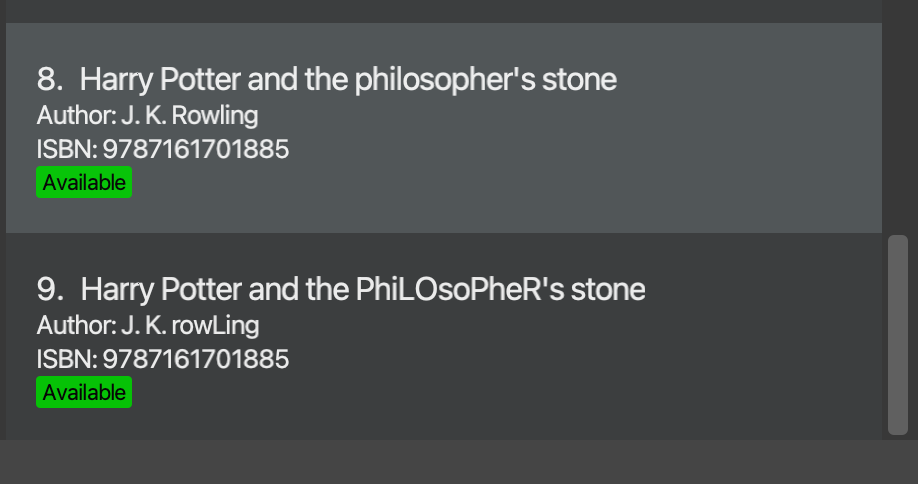 8. Harry Potter and the philosopher's stone
Author: J. K. Rowling
ISBN: 9787161701885
Available
9. Harry Potter and the PhiLOsoPheR's stone
Author: J. K. rowLing
ISBN: 9787161701885
Available